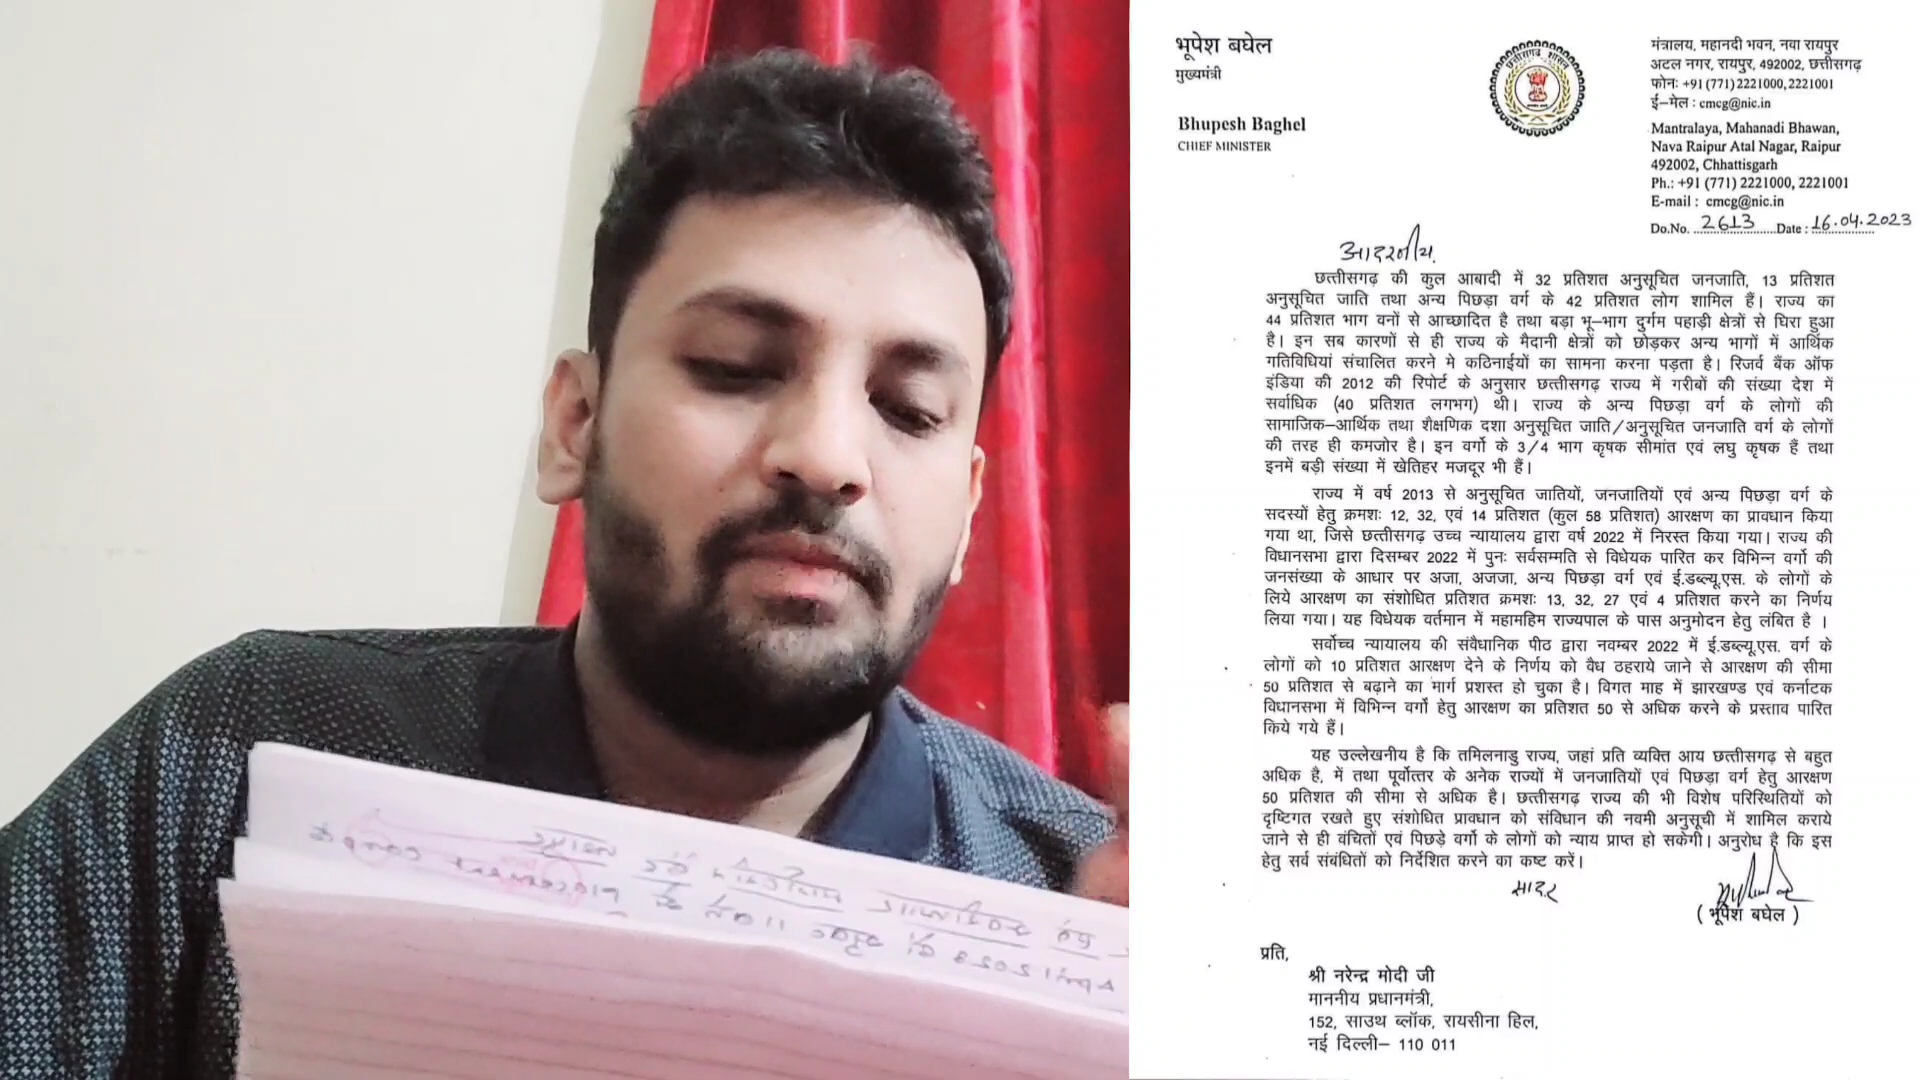 भूपेश बघेल
मुख्यमंत्री
Bhupesh Baghel
CHIEF MINISTER
छत्तीसगढ़ शासन
मंत्रालय, महानदी भवन, नवा रायपुर
अटल नगर, रायपुर, 492002, छत्तीसगढ़
फोनः +91 (771) 2221000, 2221001
ई–मेल : cmcg@nic.in
Mantralaya, Mahanadi Bhawan,
Nava Raipur Atal Nagar, Raipur
492002, Chhattisgarh
Ph.: +91 (771) 2221000, 2221001
E-mail : cmcg@nic.in
Do.No. 2613 Date : 16.04.2023
आदरणीय
छत्तीसगढ़ की कुल आबादी में 32 प्रतिशत अनुसूचित जनजाति, 13 प्रतिशत
अनुसूचित जाति तथा अन्य पिछड़ा वर्ग के 42 प्रतिशत लोग शामिल हैं। राज्य का
44 प्रतिशत भाग वनों से आच्छादित है तथा बड़ा भू–भाग दुर्गम पहाड़ी क्षेत्रों से घिरा हुआ
है। इन सब कारणों से ही राज्य के मैदानी क्षेत्रों को छोड़कर अन्य भागों में आर्थिक
गतिविधियां संचालित करने मे कठिनाईयों का सामना करना पड़ता है। रिजर्व बैंक ऑफ
इंडिया की 2012 की रिपोर्ट के अनुसार छत्तीसगढ़ राज्य में गरीबों की संख्या देश में
सर्वाधिक (40 प्रतिशत लगभग) थी। राज्य के अन्य पिछड़ा वर्ग के लोगों की
सामाजिक–आर्थिक तथा शैक्षणिक दशा अनुसूचित जाति/अनुसूचित जनजाति वर्ग के लोगों
की तरह ही कमजोर है। इन वर्गो के 3/4 भाग कृषक सीमांत एवं लघु कृषक हैं तथा
इनमें बड़ी संख्या में खेतिहर मजदूर भी हैं।
राज्य में वर्ष 2013 से अनुसूचित जातियों, जनजातियों एवं अन्य पिछड़ा वर्ग के
सदस्यों हेतु क्रमशः 12, 32, एवं 14 प्रतिशत (कुल 58 प्रतिशत) आरक्षण का प्रावधान किया
गया था, जिसे छत्तीसगढ़ उच्च न्यायालय द्वारा वर्ष 2022 में निरस्त किया गया। राज्य की
विधानसभा द्वारा दिसम्बर 2022 में पुनः सर्वसम्मति से विधेयक पारित कर विभिन्न वर्गो की
जनसंख्या के आधार पर अजा, अजजा, अन्य पिछड़ा वर्ग एवं ई.डब्ल्यू.एस. के लोगों के
लिये आरक्षण का संशोधित प्रतिशत क्रमशः 13, 32, 27 एवं 4 प्रतिशत करने का निर्णय
लिया गया। यह विधेयक वर्तमान में महामहिम राज्यपाल के पास अनुमोदन हेतु लंबित है ।
सर्वोच्च न्यायालय की संवैधानिक पीठ द्वारा नवम्बर 2022 में ई.डब्ल्यू.एस. वर्ग के
लोगों को 10 प्रतिशत आरक्षण देने के निर्णय को वैध ठहराये जाने से आरक्षण की सीमा
50 प्रतिशत से बढ़ाने का मार्ग प्रशस्त हो चुका है। विगत माह में झारखण्ड एवं कर्नाटक
विधानसभा में विभिन्न वर्गो हेतु आरक्षण का प्रतिशत 50 से अधिक करने के प्रस्ताव पारित
किये गये हैं।
यह उल्लेखनीय है कि तमिलनाडु राज्य, जहां प्रति व्यक्ति आय छत्तीसगढ़ से बहुत
अधिक है, में तथा पूर्वोत्तर के अनेक राज्यों में जनजातियों एवं पिछड़ा वर्ग हेतु आरक्षण
50 प्रतिशत की सीमा से अधिक है। छत्तीसगढ़ राज्य की भी विशेष परिस्थितियों को
दृष्टिगत रखते हुए संशोधित प्रावधान को संविधान की नवमी अनुसूची में शामिल कराये
जाने से ही वंचितों एवं पिछड़े वर्गो के लोगों को न्याय प्राप्त हो सकेगी। अनुरोध है कि इस
हेतु सर्व संबंधितों को निर्देशित करने का कष्ट करें।
सादर
( भूपेश बघेल )
प्रति,
श्री नरेन्द्र मोदी जी
माननीय प्रधानमंत्री,
152, साउथ ब्लॉक, रायसीना हिल,
नई दिल्ली– 110 011